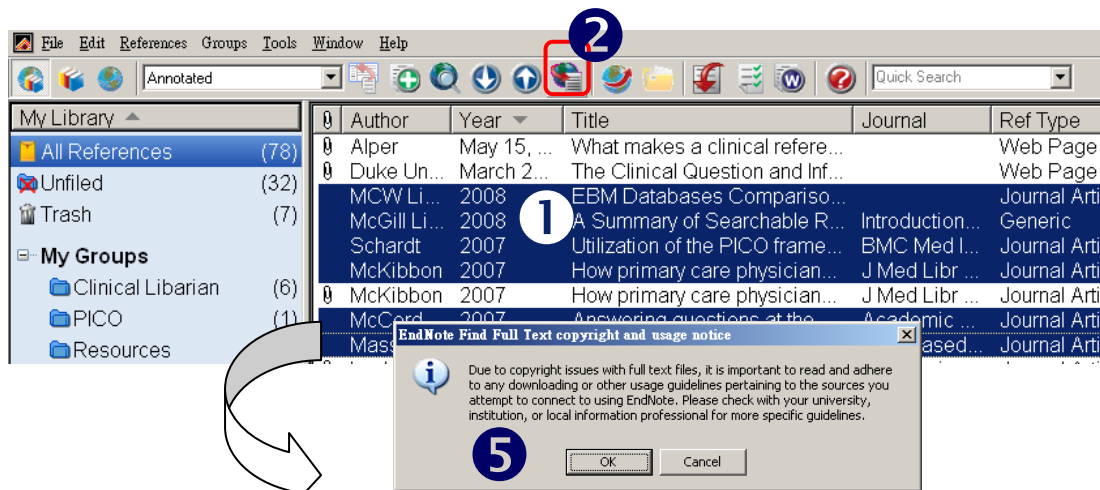 2
File Edit References Groups Tools Window Help
Annotated Quick Search
My Library Author Year Title Journal Ref Type
All References (78) Alper May 15, ... What makes a clinical refere... Web Page
Unfiled (32) Duke Un... March 2... The Clinical Question and Inf... Web Page
MCW Li... 2008 EBM Databases Compariso... Journal Arti
Trash (7) McGill Li... 2008 1 A Summary of Searchable R... Introduction... Generic
Schardt 2007 Utilization of the PICO frame... BMC Med I... Journal Arti
My Groups McKibbon 2007 How primary care physician... J Med Libr ... Journal Arti
Clinical Libarian (6) McKibbon 2007 How primary care physician... J Med Libr ... Journal Arti
PICO (1) McCord 2007 Answering questions at the Academic ... Journal Arti
Resources Mass ased... Journal Arti
EndNote Find Full Text copyright and usage notice
Due to copyright issues with full text files, it is important to read and adhere
to any downloading or other usage guidelines pertaining to the sources you
attempt to connect to using EndNote. Please check with your university,
institution, or local information professional for more specific guidelines.
5 OK Cancel